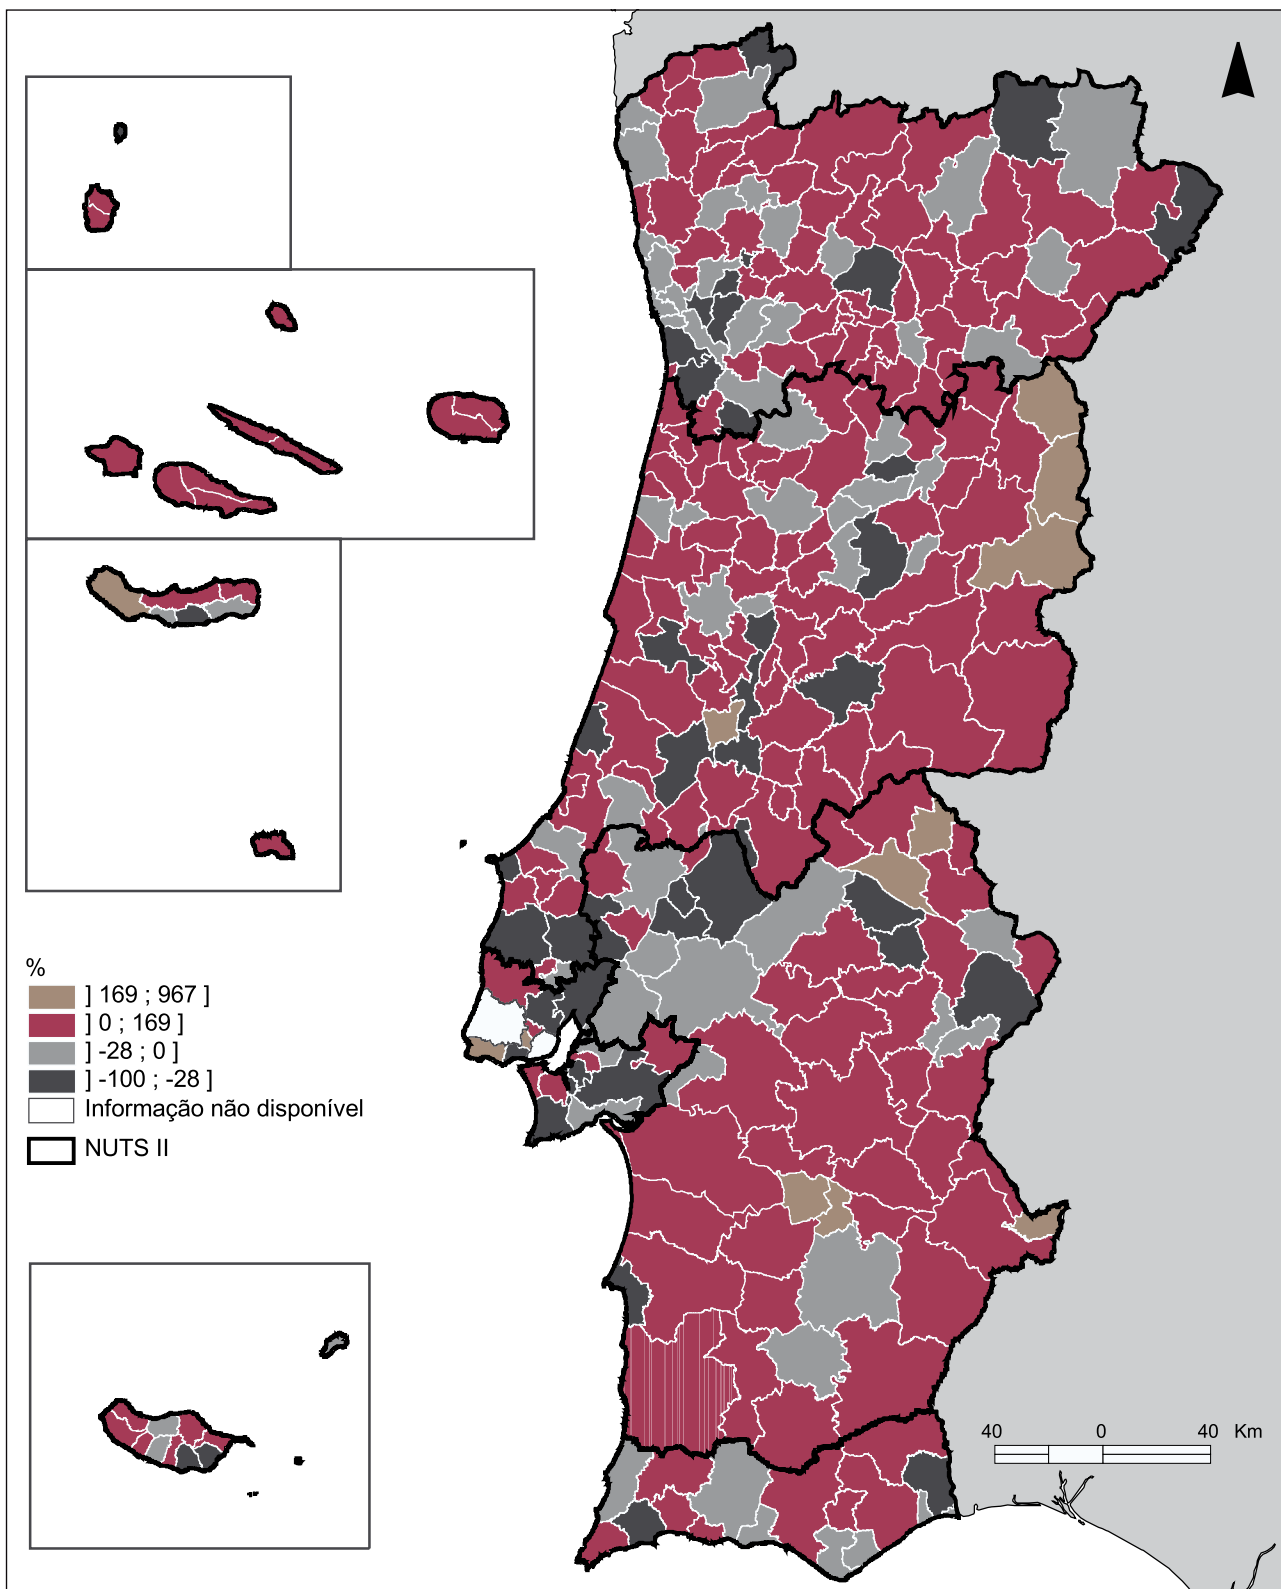 %
] 169 ; 967 ]
] 0 ; 169 ]
] -28 ; 0 ]
] -100 ; -28 ]
Informação não disponível
NUTS II
40 0 40 Km